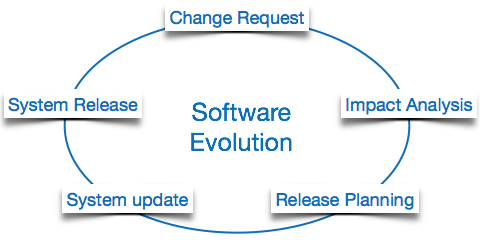 Change Request
System Release
Software
Evolution
Impact Analysis
System update
Release Planning